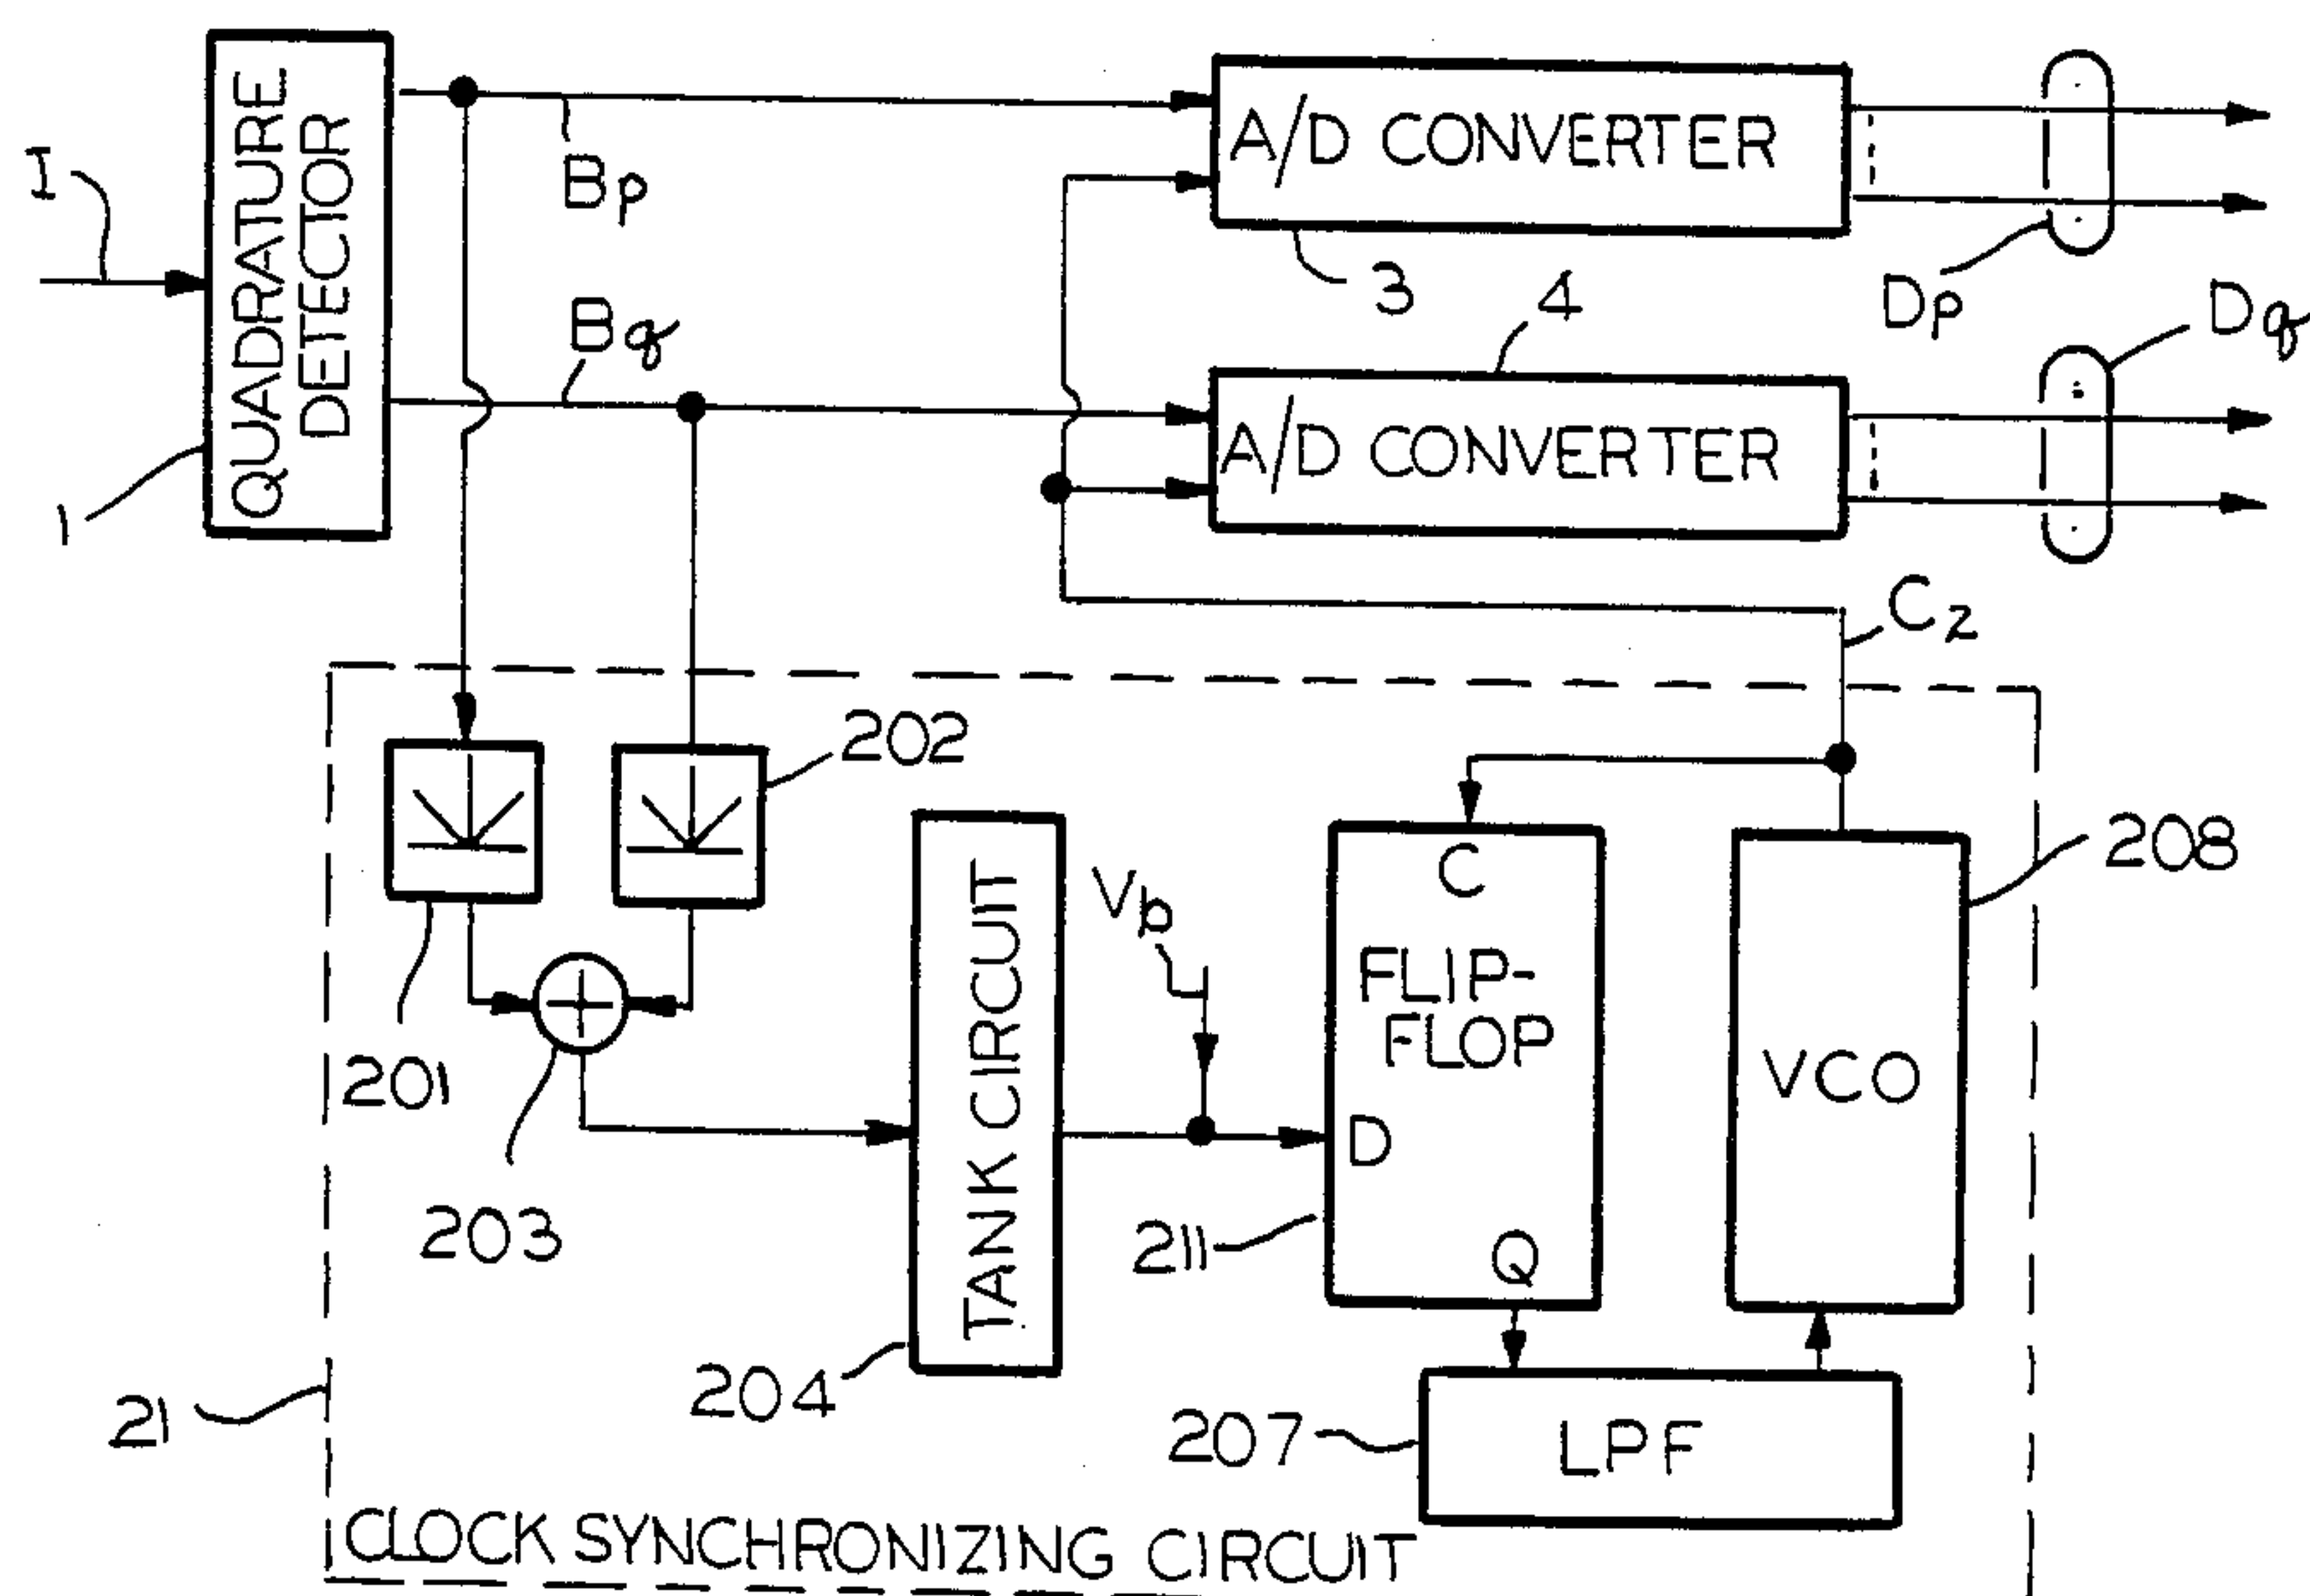 QUADRATURE
DETECTOR
I
1
Bp
Bq
A/D CONVERTER
3
4
A/D CONVERTER
Dp
Dq
C2
201
202
203
TANK CIRCUIT
204
Vb
C
FLIP-
FLOP
D
Q
211
VCO
208
LPF
207
21
CLOCK SYNCHRONIZING CIRCUIT